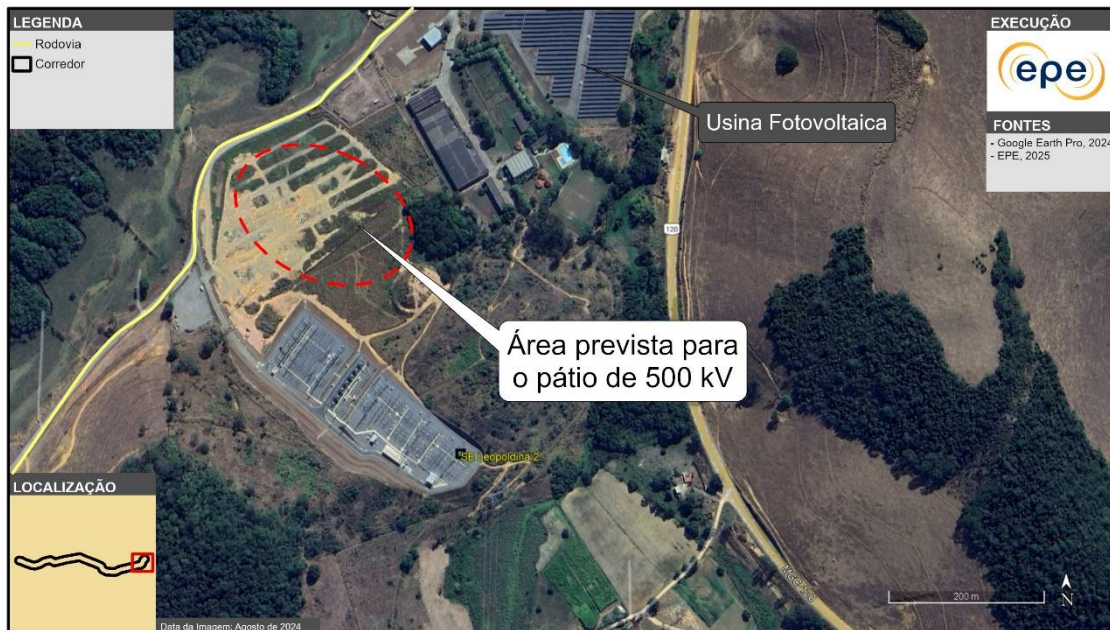 LEGENDA
Rodovia
Corredor
EXECUÇÃO
epe
FONTES
- Google Earth Pro, 2024
- EPE, 2025
Usina Fotovoltaica
120
Área prevista para
o pátio de 500 kV
SE Leopoldina 2
LOCALIZAÇÃO
200 m
N
Data da Imagem: Agosto de 2024